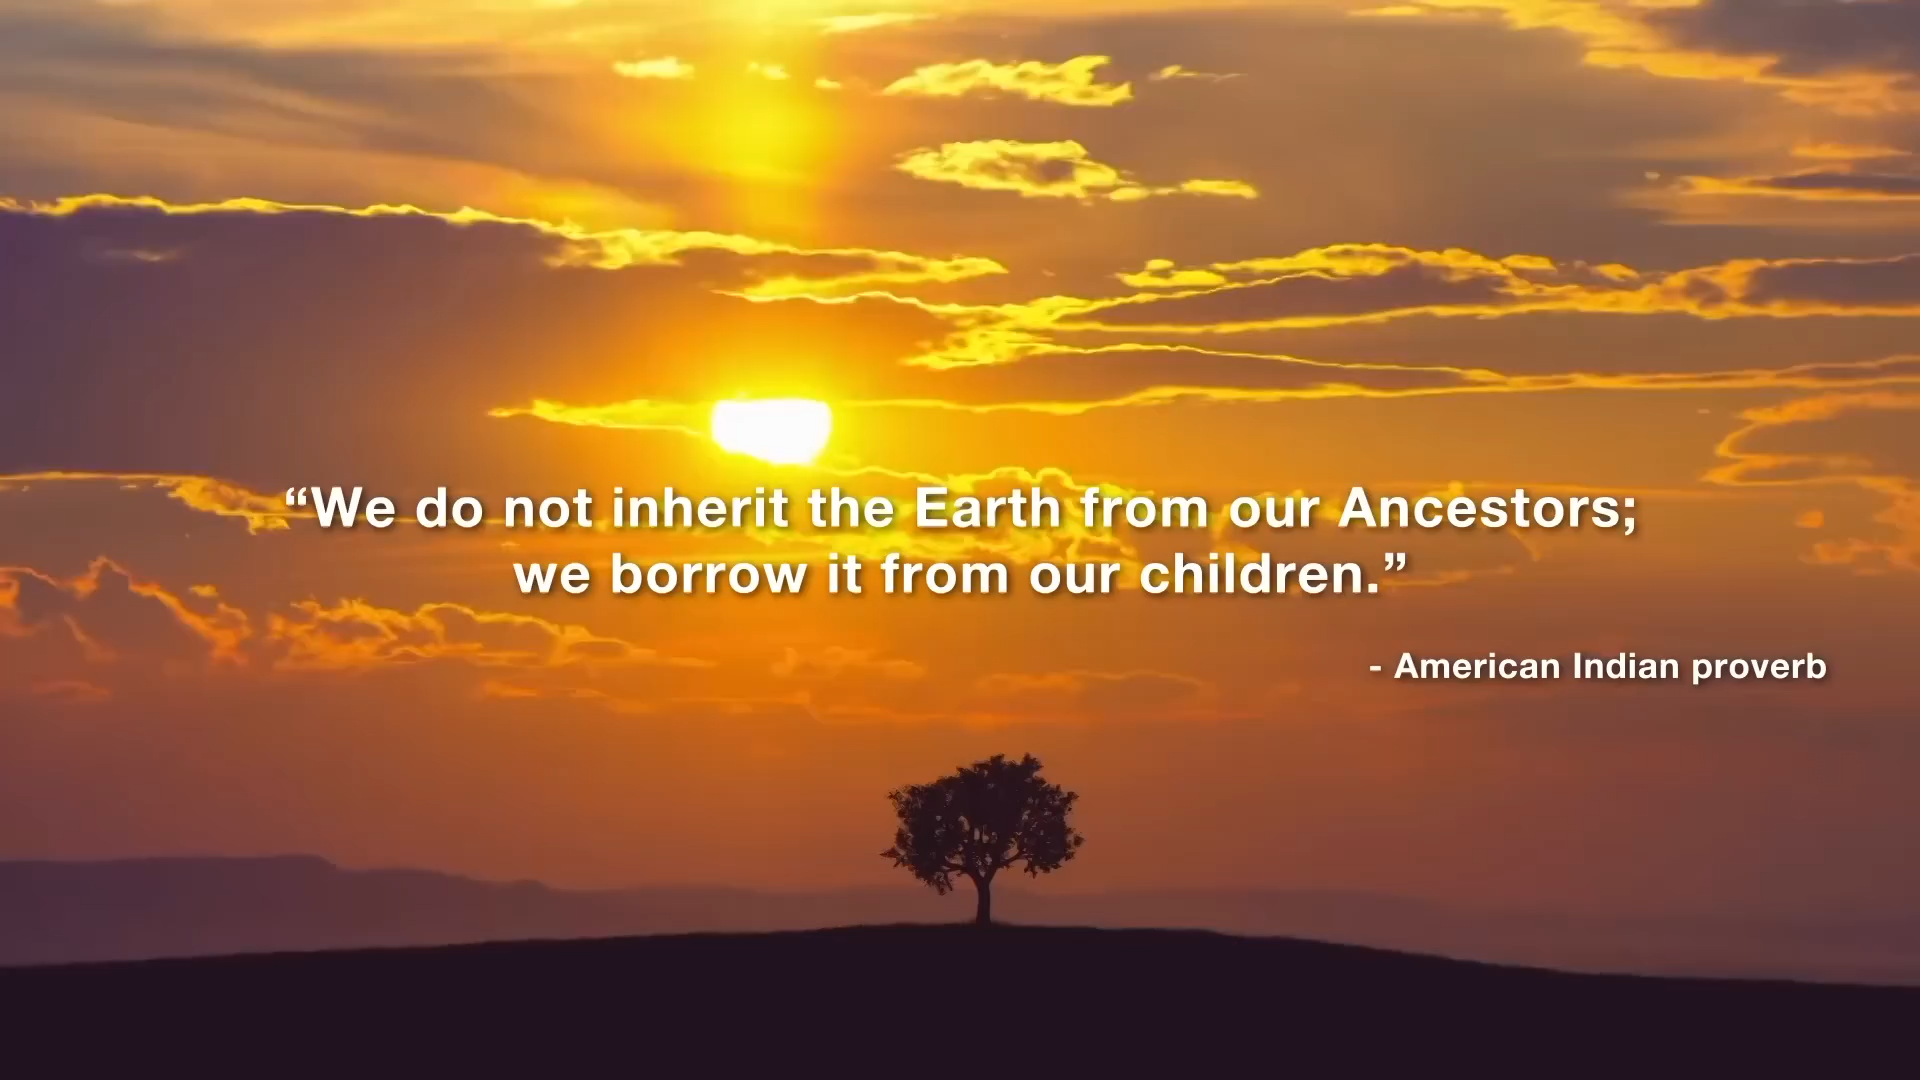 “We do not inherit the Earth from our Ancestors;
we borrow it from our children.”
- American Indian proverb